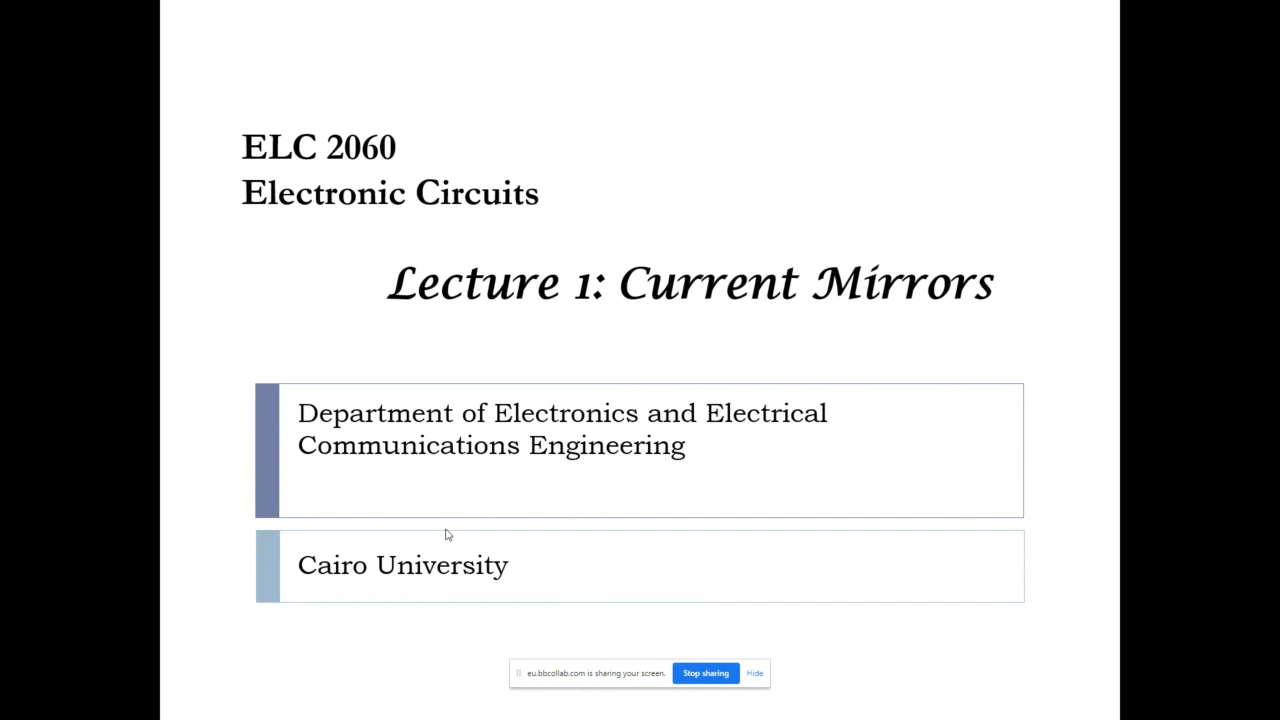 ELC 2060
Electronic Circuits
Lecture 1: Current Mirrors
Department of Electronics and Electrical
Communications Engineering
Cairo University
eu.bbcollab.com is sharing your screen. Stop sharing Hide